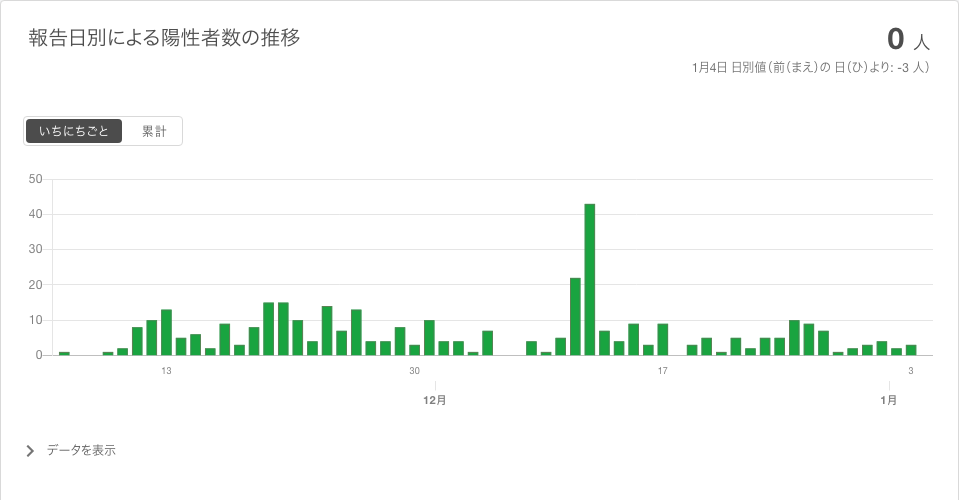 報告日別による陽性者数の推移
0 人
1月4日 日別値（前（まえ）の 日（ひ）より: -3 人）
いちにちごと 累計
50
40
30
20
10
0
13 30 17 3
12月 1月
データを表示